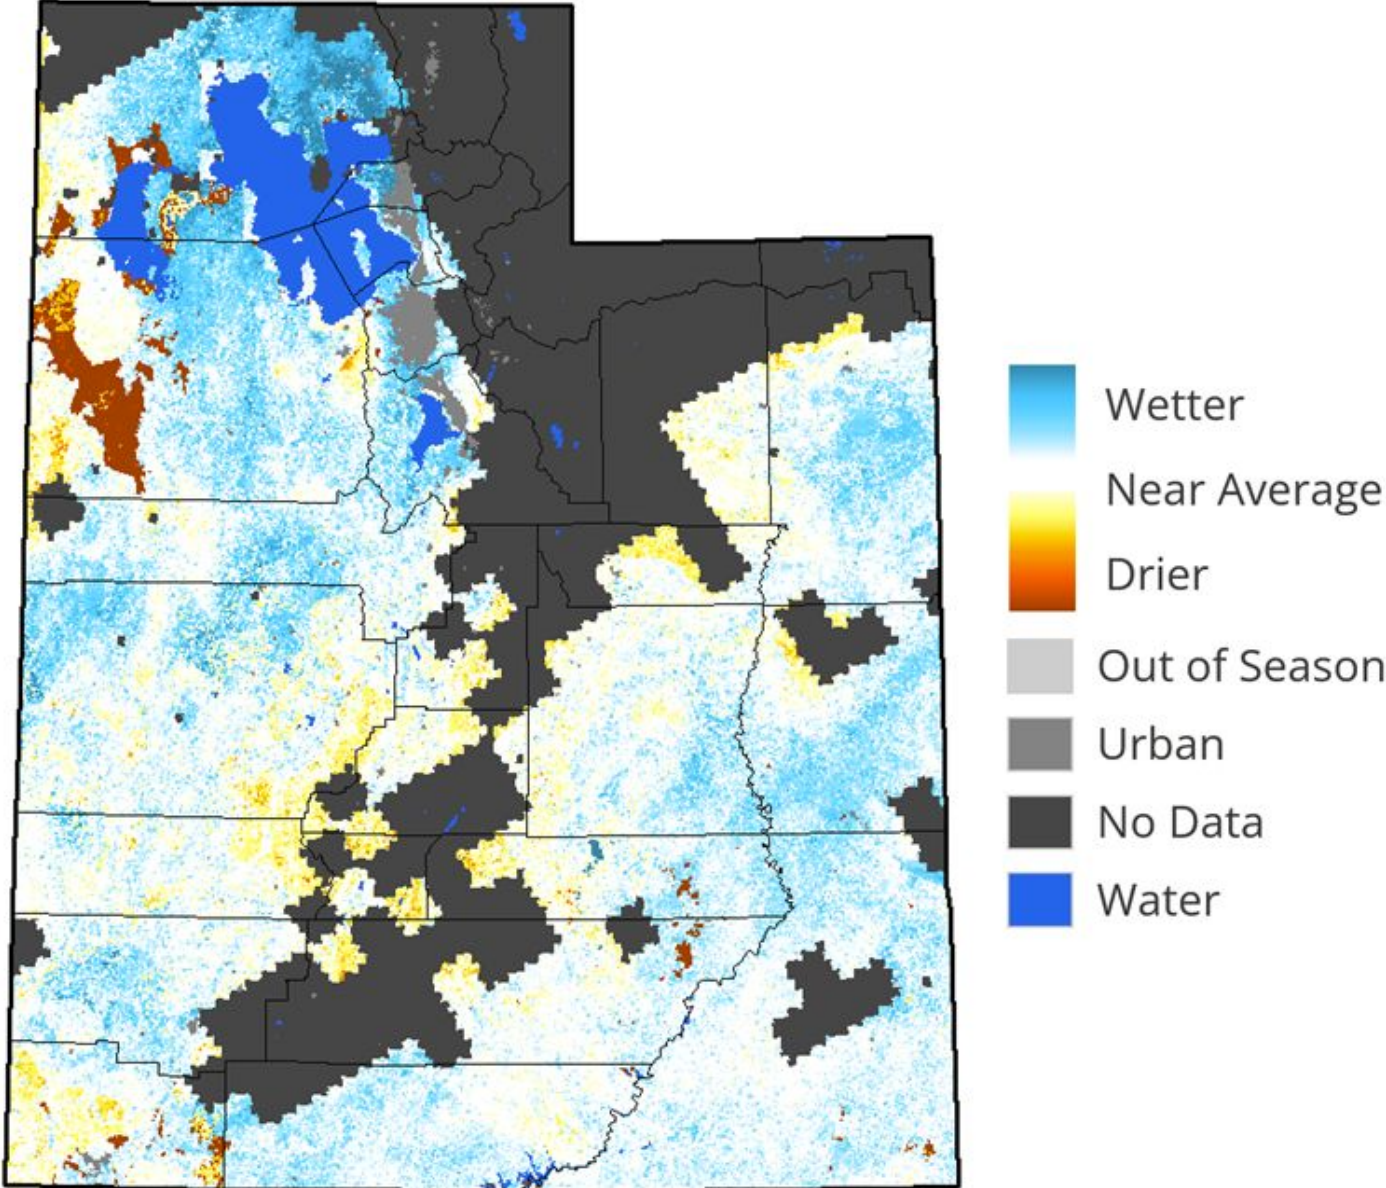 Wetter
Near Average
Drier
Out of Season
Urban
No Data
Water